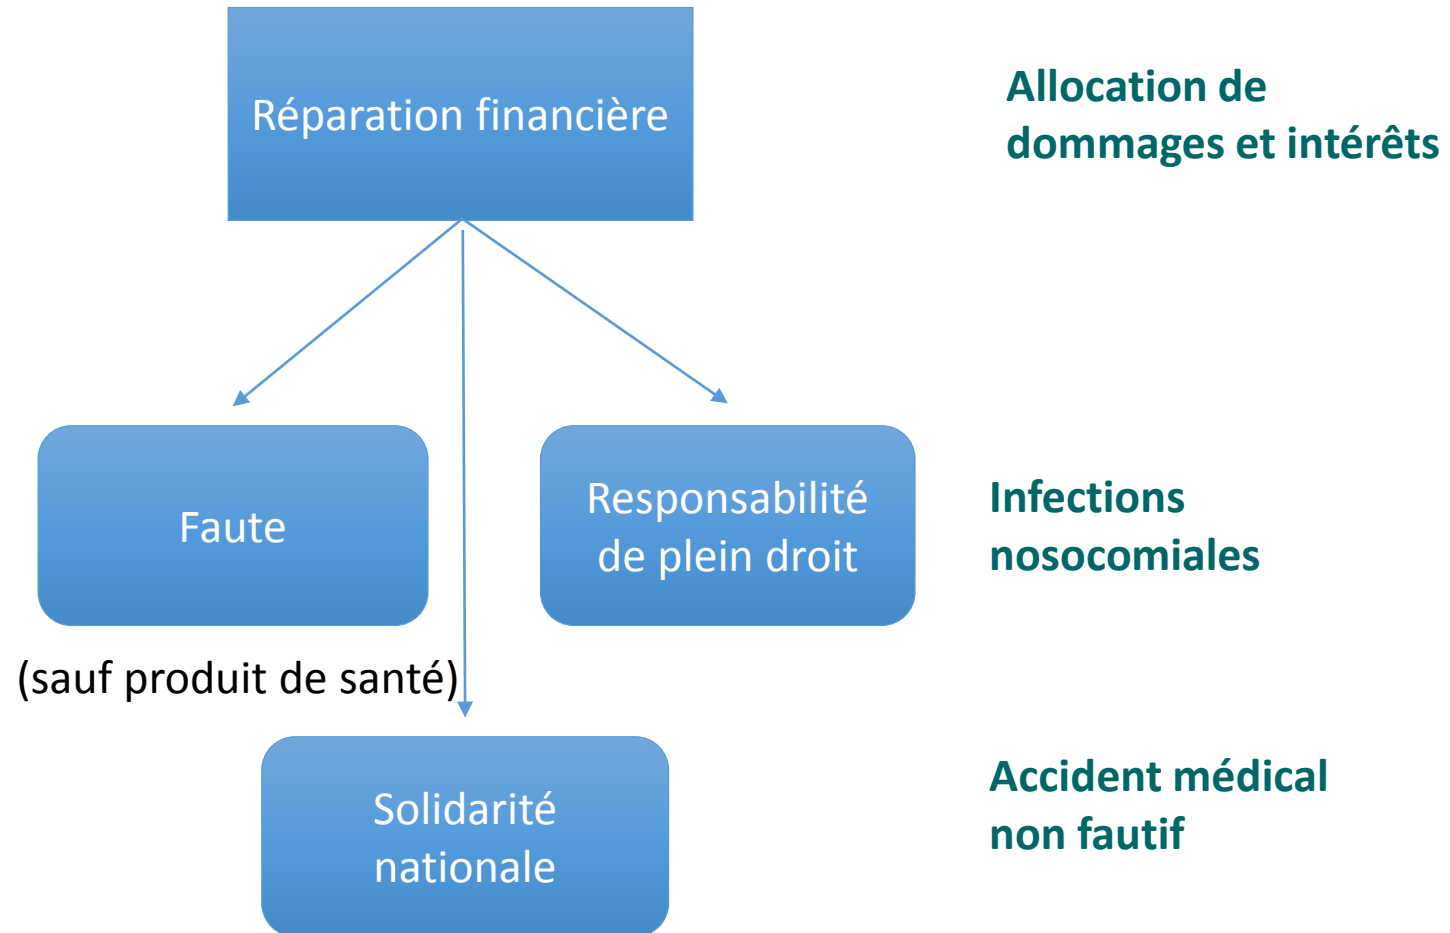 Réparation financière
Allocation de
dommages et intérêts
Faute
Responsabilité
de plein droit
Infections
nosocomiales
(sauf produit de santé)
Solidarité
nationale
Accident médical
non fautif